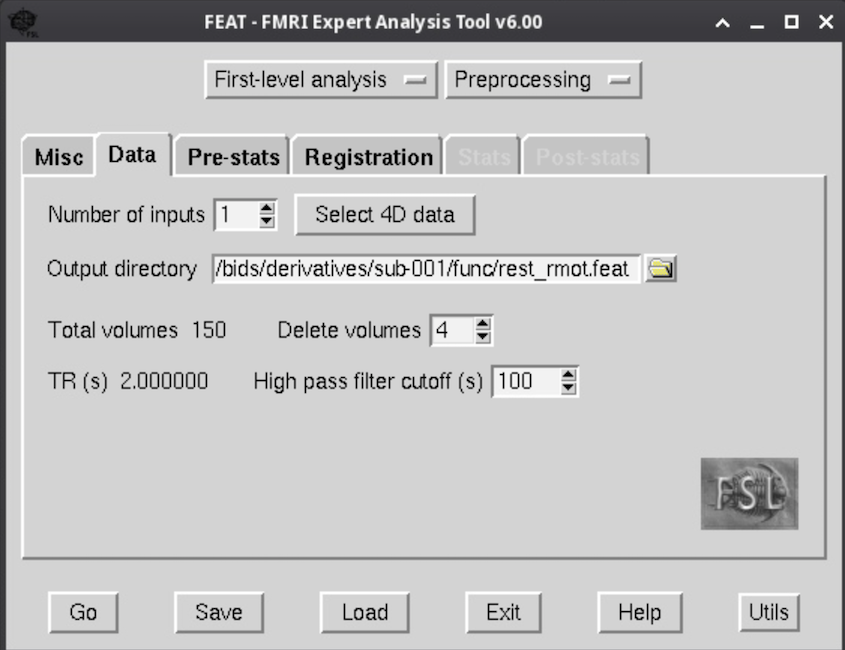 FEAT - FMRI Expert Analysis Tool v6.00
First-level analysis Preprocessing
Misc Data Pre-stats Registration Stats Post-stats
Number of inputs 1 Select 4D data
Output directory /bids/derivatives/sub-001/func/rest_rmot.feat
Total volumes 150 Delete volumes 4
TR (s) 2.000000 High pass filter cutoff (s) 100
FSL
Go Save Load Exit Help Utils